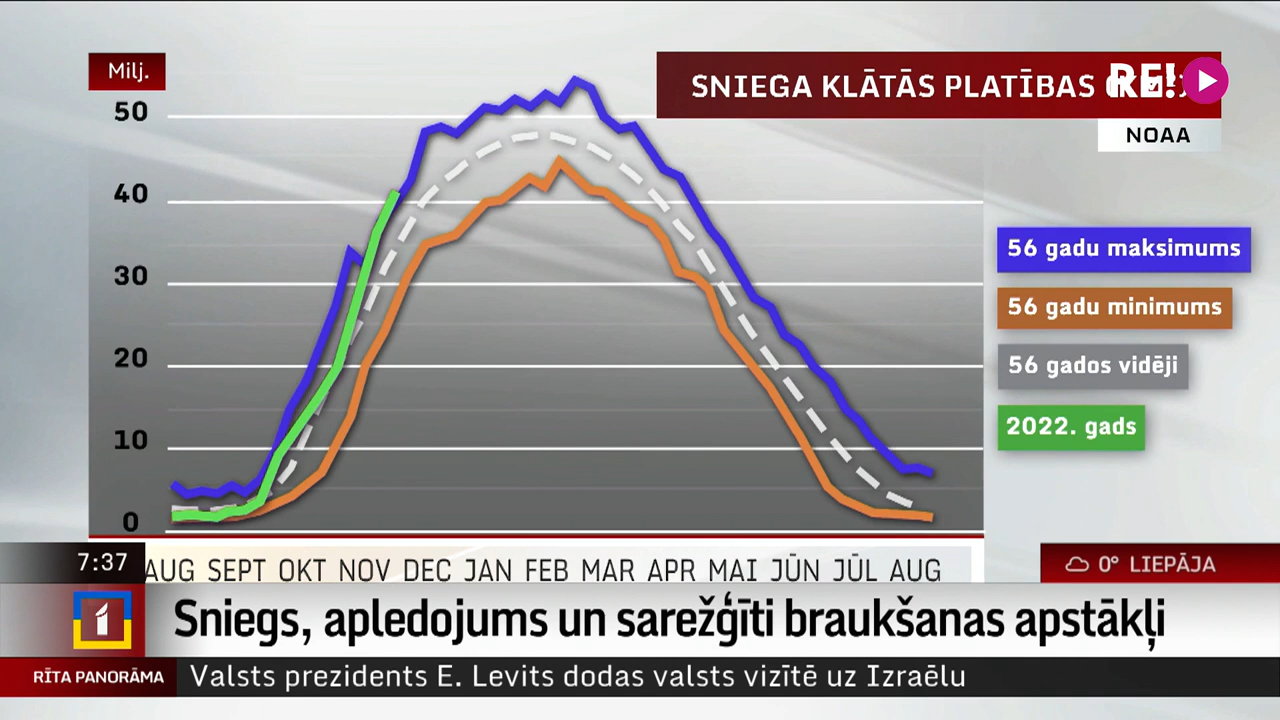 Milj.
SNIEGA KLĀTĀS PLATĪBAS
RE!
NOAA
50
40
30
20
10
0
56 gadu maksimums
56 gadu minimums
56 gados vidēji
2022. gads
AUG SEPT OKT NOV DEC JAN FEB MAR APR MAI JŪN JŪL AUG
7:37
0° LIEPĀJA
1
Sniegs, apledojums un sarežģīti braukšanas apstākļi
RĪTA PANORĀMA
Valsts prezidents E. Levits dodas valsts vizītē uz Izraēlu